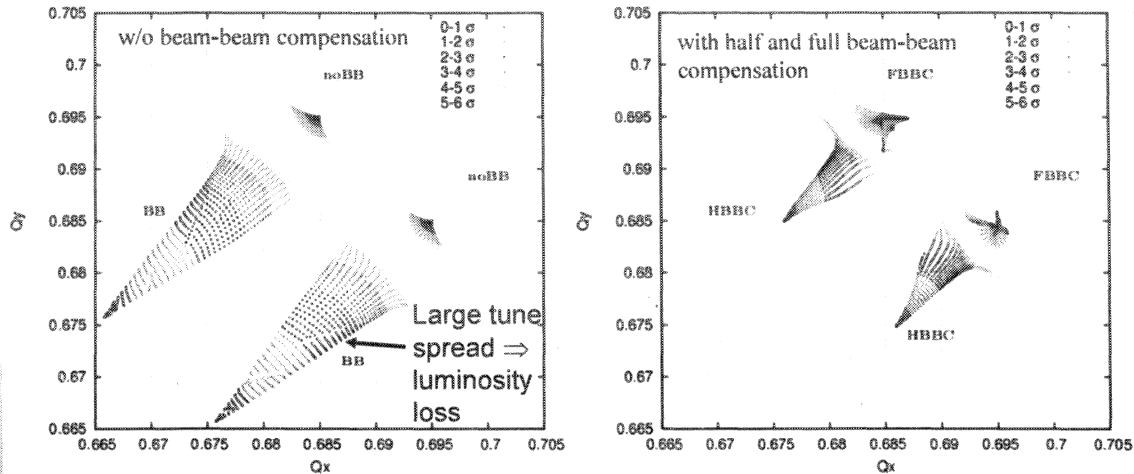 w/o beam-beam compensation
0-1 σ
1-2 σ
2-3 σ
3-4 σ
4-5 σ
5-6 σ
noBB
noBB
BB
BB
Large tune
spread ⇒
luminosity
loss
0.705
0.7
0.695
0.69
0.685
0.68
0.675
0.67
0.665
Qy
0.665 0.67 0.675 0.68 0.685 0.69 0.695 0.7 0.705
Qx
with half and full beam-beam
compensation
0-1 σ
1-2 σ
2-3 σ
3-4 σ
4-5 σ
5-6 σ
FBBC
FBBC
HBBC
HBBC
0.705
0.7
0.695
0.69
0.685
0.68
0.675
0.67
0.665
Qy
0.665 0.67 0.675 0.68 0.685 0.69 0.695 0.7 0.705
Qx